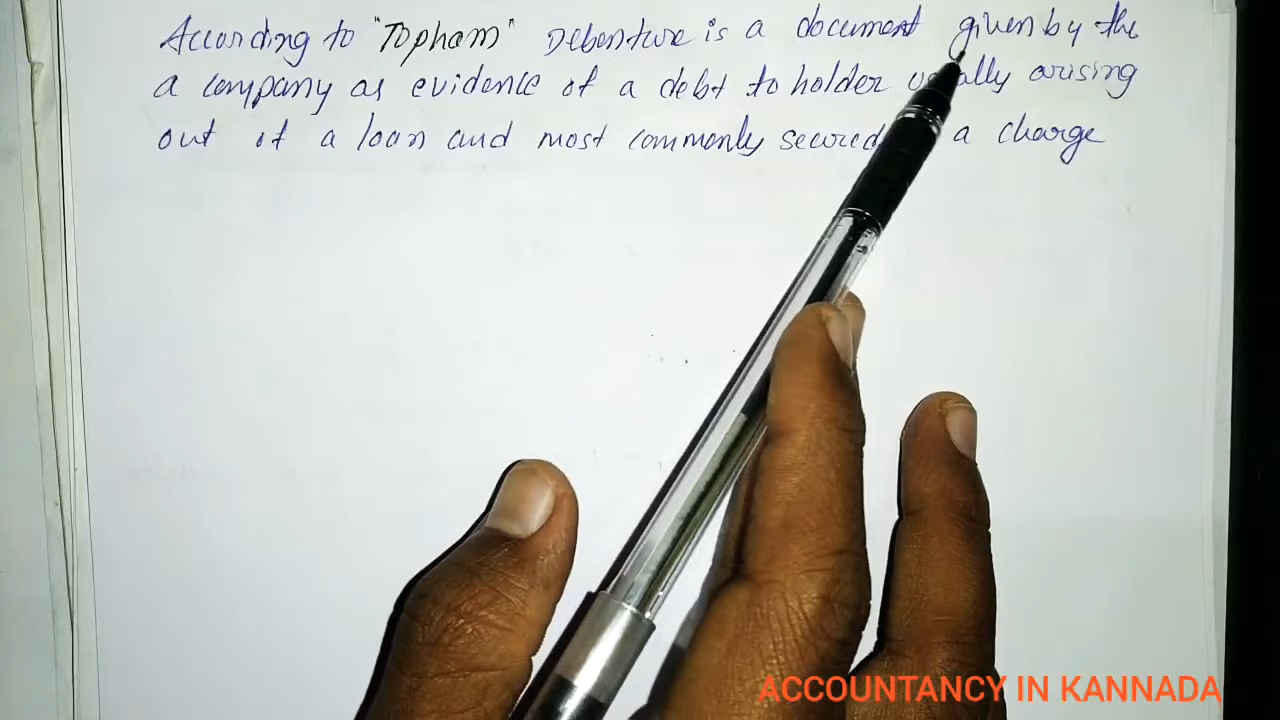 According to "Topham" Debenture is a document given by the
a company as evidence of a debt to holder usually arising
out of a loan and most commonly secured a charge
ACCOUNTANCY IN KANNADA